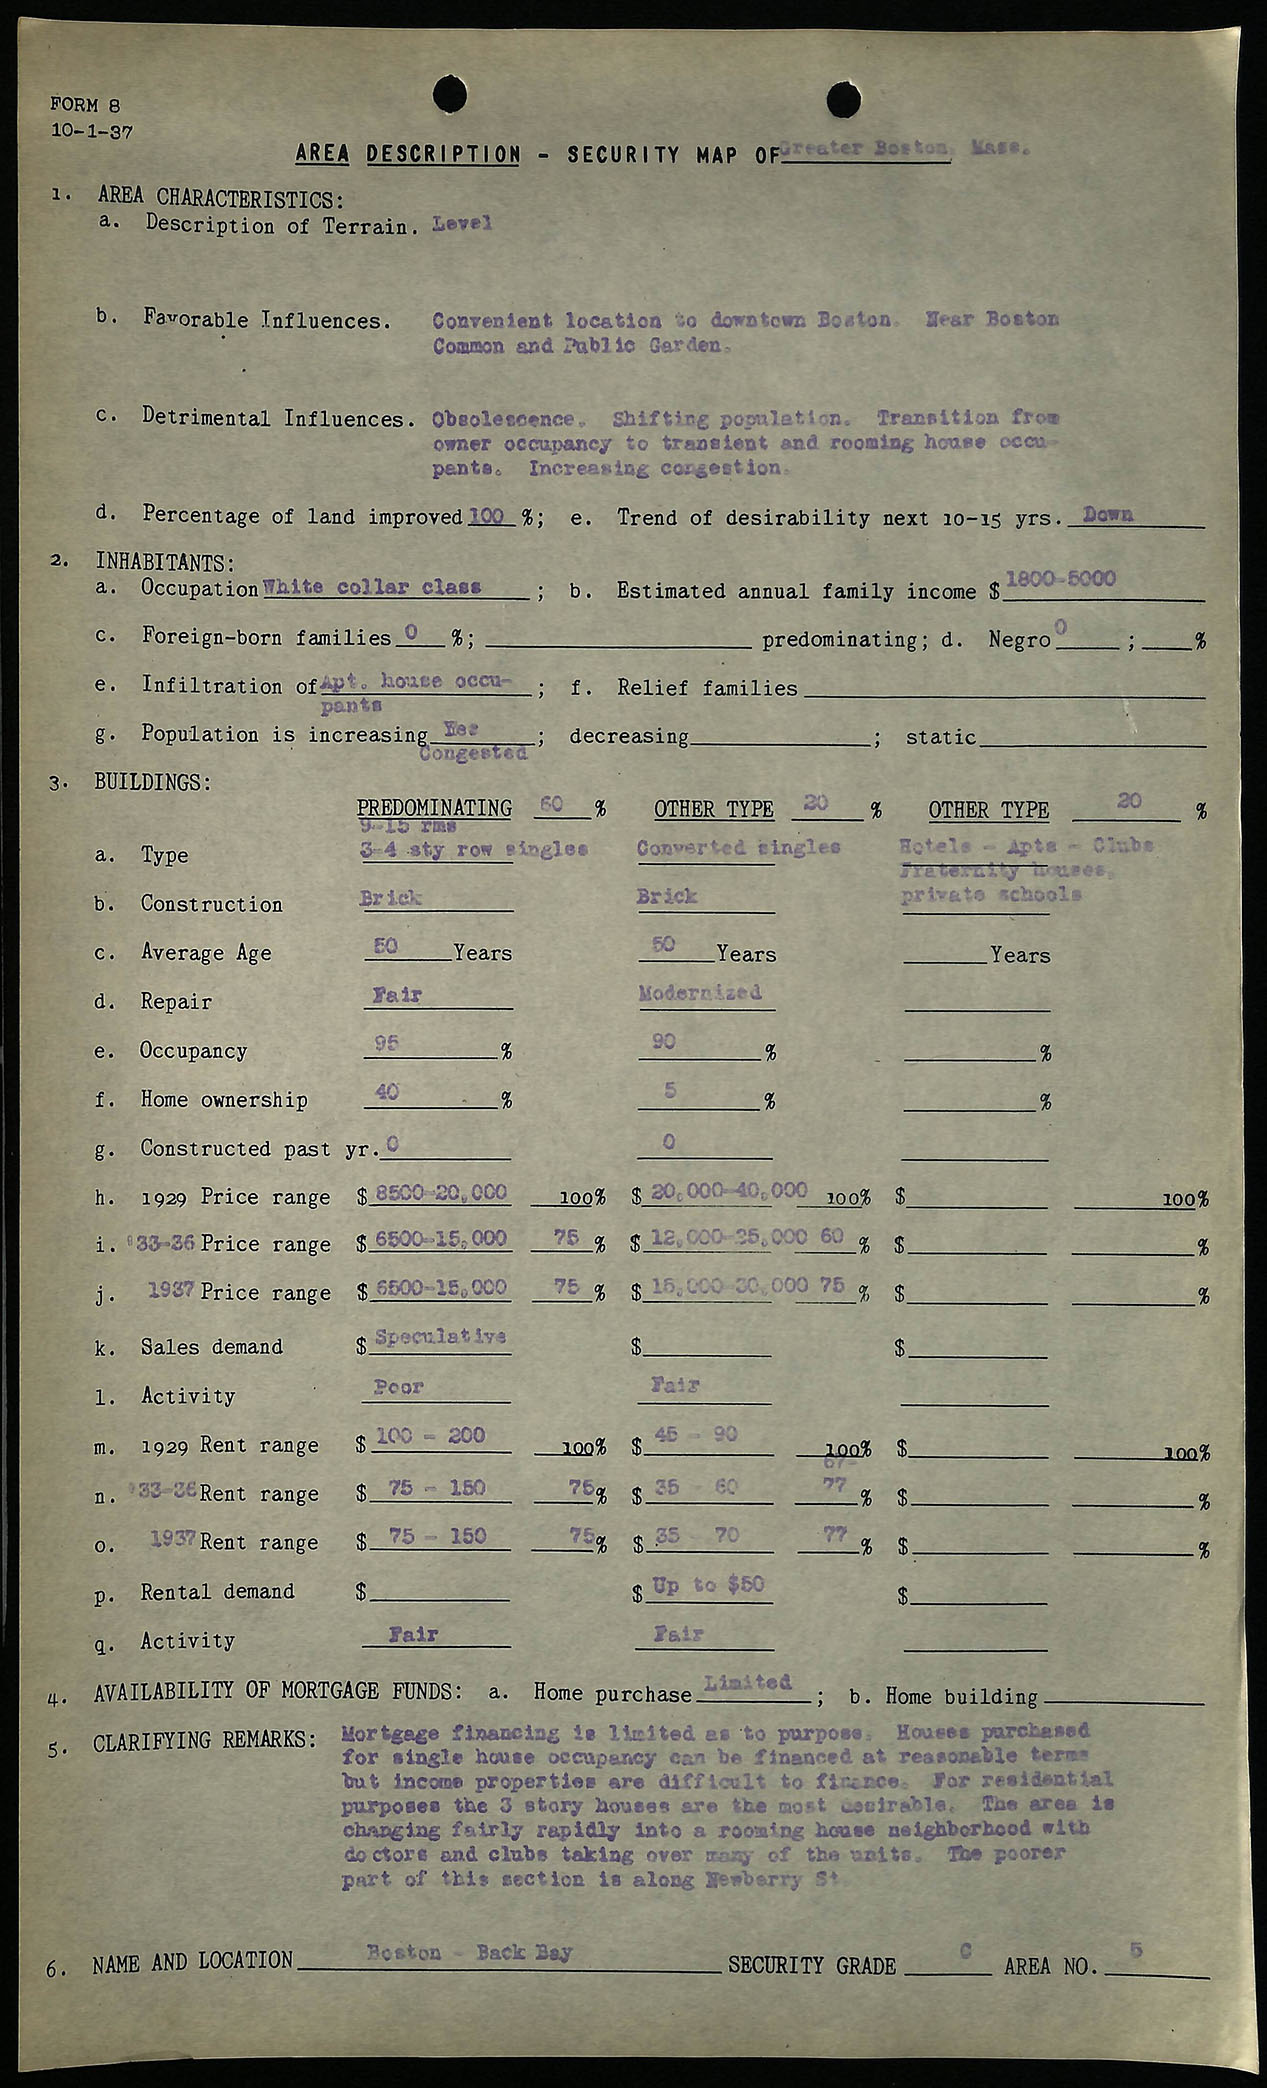 FORM 8
10-1-37
AREA DESCRIPTION - SECURITY MAP OF Greater Boston, Mass.
1. AREA CHARACTERISTICS:
a. Description of Terrain. Level
b. Favorable Influences. Convenient location to downtown Boston. Near Boston
Common and Public Garden.
c. Detrimental Influences. Obsolescence. Shifting population. Transition from
owner occupancy to transient and rooming house occu-
pants. Increasing congestion.
d. Percentage of land improved 100 %; e. Trend of desirability next 10-15 yrs. Down
2. INHABITANTS:
a. Occupation White collar class ; b. Estimated annual family income $ 1800-5000
c. Foreign-born families 0 %; predominating; d. Negro 0 ; %
e. Infiltration of Apt. house occu- ; f. Relief families
pants
g. Population is increasing Yes ; decreasing ; static
Congested
3. BUILDINGS:
PREDOMINATING 60 % OTHER TYPE 20 % OTHER TYPE 20 %
9-15 rms
a. Type 3-4 sty row singles Converted singles Hotels - Apts - Clubs
Fraternity houses,
b. Construction Brick Brick private schools
c. Average Age 50 Years 50 Years Years
d. Repair Fair Modernized
e. Occupancy 95 % 90 % %
f. Home ownership 40 % 5 % %
g. Constructed past yr. 0 0
h. 1929 Price range $ 8500-20,000 100% $ 20,000-40,000 100% $ 100%
i. '33-36 Price range $ 6500-15,000 75 % $ 12,000-25,000 60 % $ %
j. 1937 Price range $ 6500-15,000 75 % $ 15,000-30,000 75 % $ %
k. Sales demand $ Speculative $ $
l. Activity Poor Fair
m. 1929 Rent range $ 100 - 200 100% $ 45 - 90 100% $ 100%
67-
n. '33-36 Rent range $ 75 - 150 75% $ 35 - 60 77 % $ %
o. 1937 Rent range $ 75 - 150 75% $ 35 - 70 77 % $ %
p. Rental demand $ $ Up to $50 $
q. Activity Fair Fair
4. AVAILABILITY OF MORTGAGE FUNDS: a. Home purchase Limited ; b. Home building
5. CLARIFYING REMARKS: Mortgage financing is limited as to purpose. Houses purchased
for single house occupancy can be financed at reasonable terms
but income properties are difficult to finance. For residential
purposes the 3 story houses are the most desirable. The area is
changing fairly rapidly into a rooming house neighborhood with
doctors and clubs taking over many of the units. The poorer
part of this section is along Newberry St.
6. NAME AND LOCATION Boston - Back Bay SECURITY GRADE C AREA NO. 5